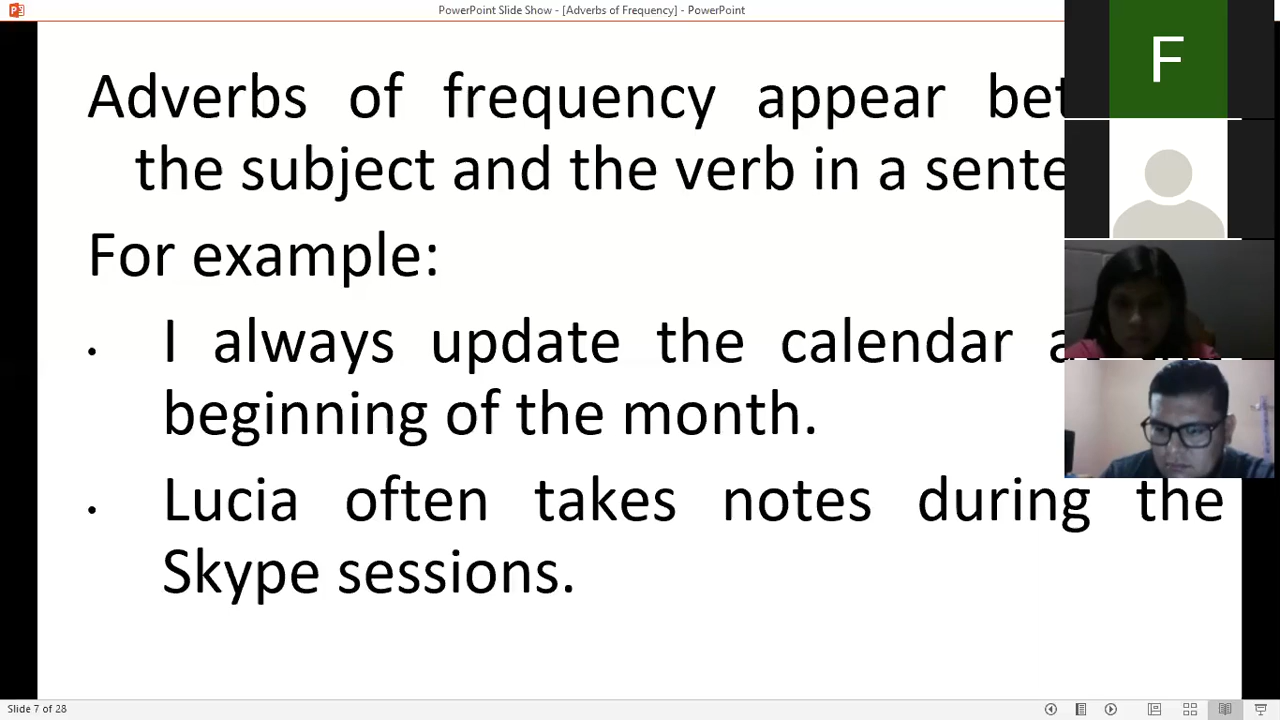 PowerPoint Slide Show - [Adverbs of Frequency] - PowerPoint
F
Adverbs of frequency appear
the subject and the verb in a
For example:
• I always update the calendar
beginning of the month.
• Lucia often takes notes during the
Skype sessions.
Slide 7 of 28